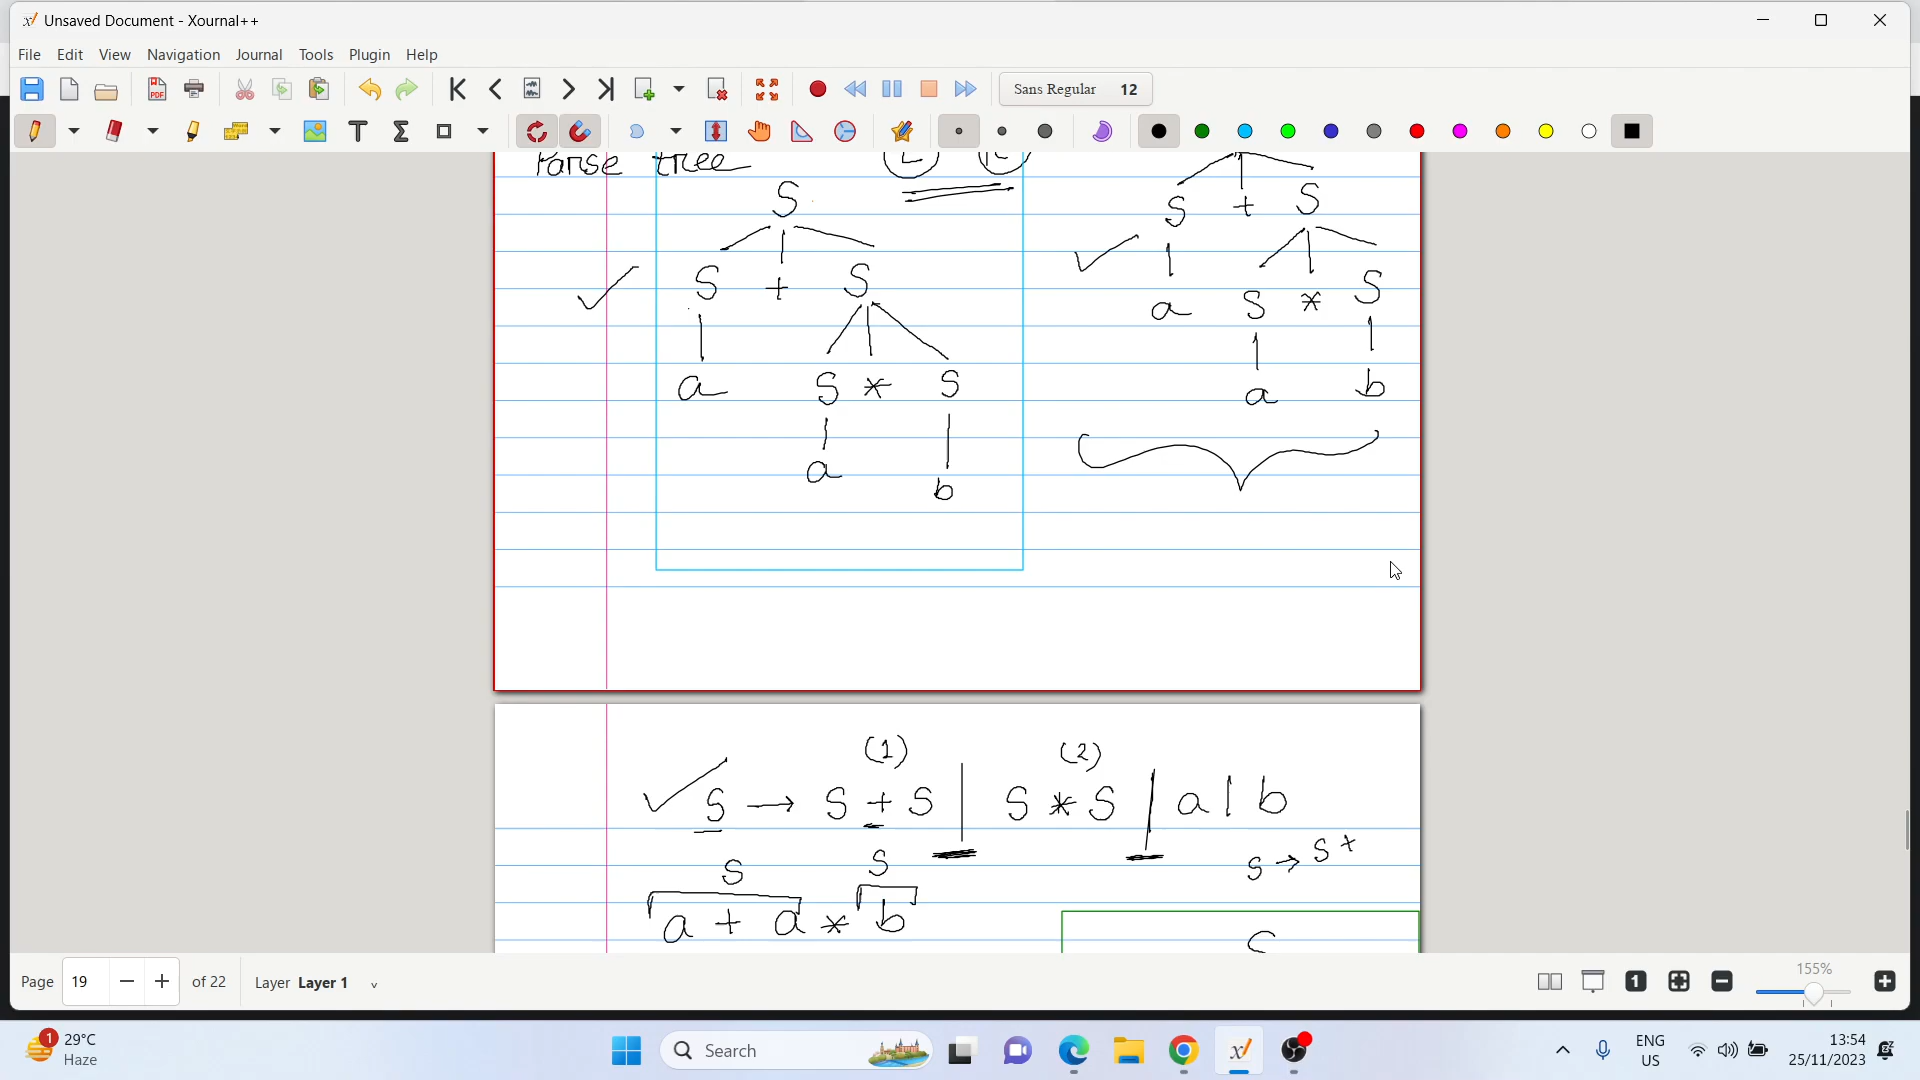 Unsaved Document - Xournal++
File Edit View Navigation Journal Tools Plugin Help
Sans Regular 12
Parse tree L R
S
S + S
S + S
a S * S
a S * S
a b
a b
(1) (2)
S → S + S | S * S | a | b
S S S → S +
a + a * b
S
Page 19 of 22 Layer Layer 1 155%
1
29°C
Haze
Search
ENG
US
13:54
25/11/2023